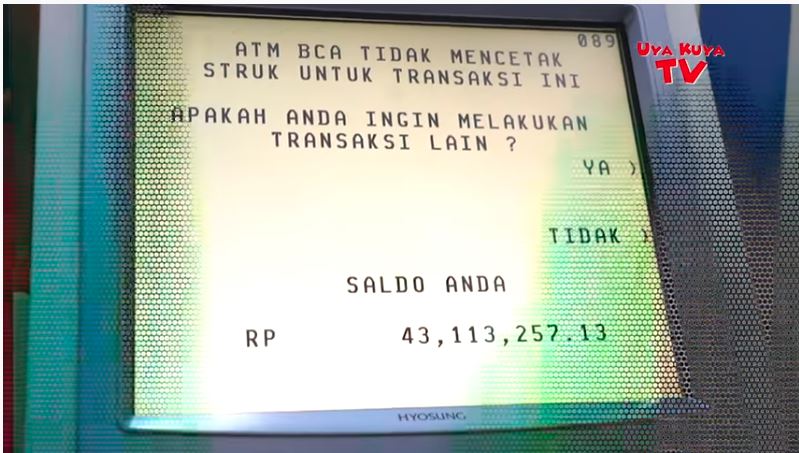 089
ATM BCA TIDAK MENCETAK
STRUK UNTUK TRANSAKSI INI
APAKAH ANDA INGIN MELAKUKAN
TRANSAKSI LAIN ?
YA )
TIDAK )
SALDO ANDA
RP 43,113,257.13
HYOSUNG
UYA KUYA
TV